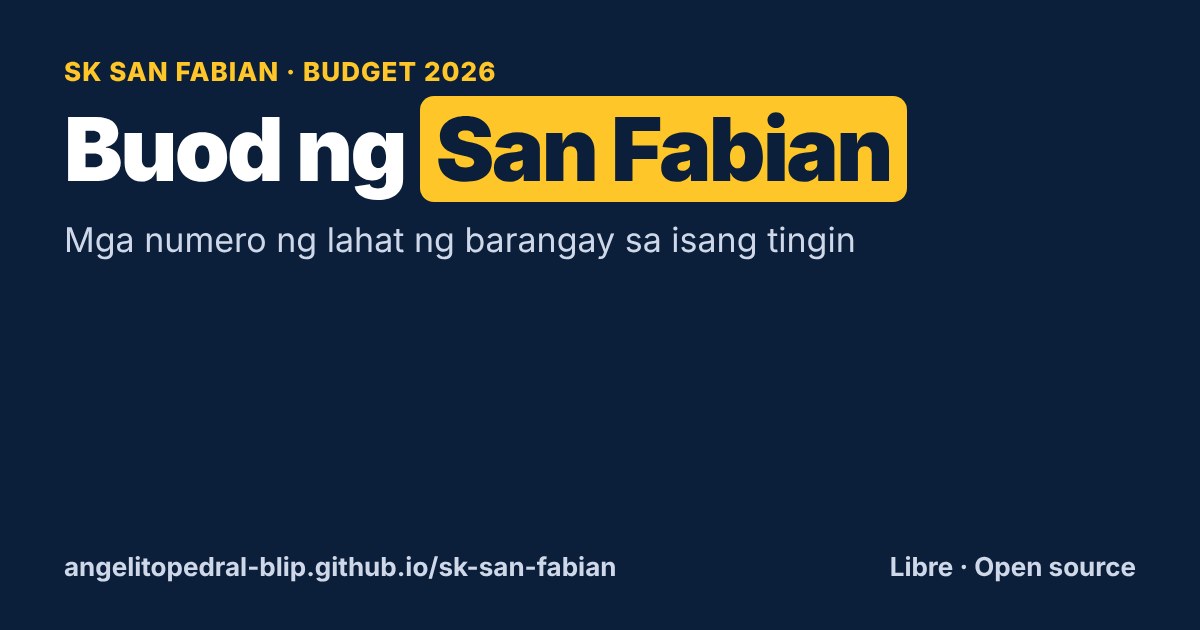 SK SAN FABIAN · BUDGET 2026
Buod ng San Fabian
Mga numero ng lahat ng barangay sa isang tingin
angelitopedral-blip.github.io/sk-san-fabian
Libre · Open source